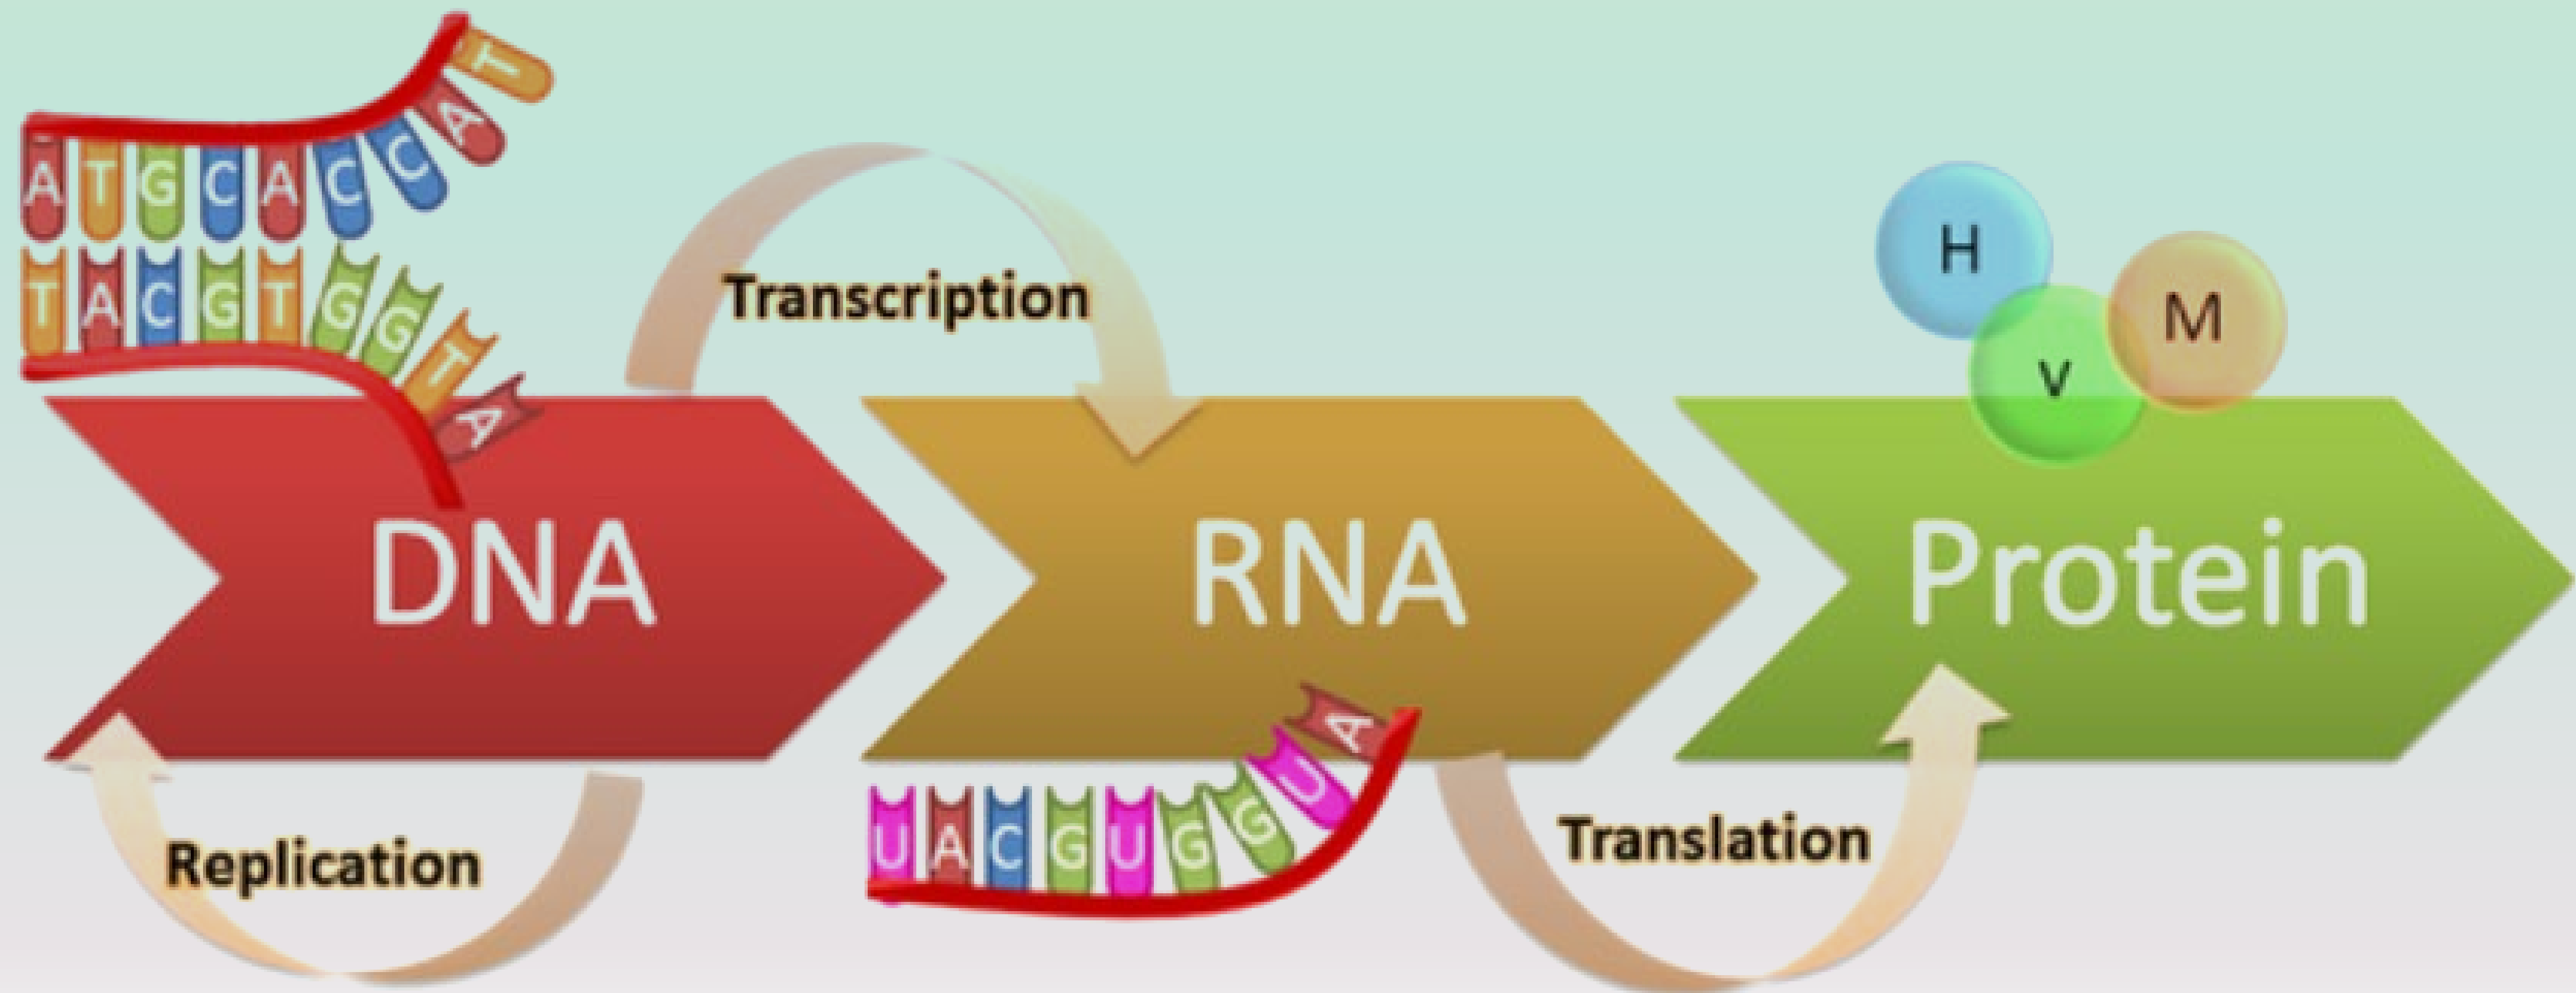 ATGCACCAT
TACGTGGTA
Transcription
H
M
v
DNA
RNA
Protein
UACGUGGUA
Replication
Translation